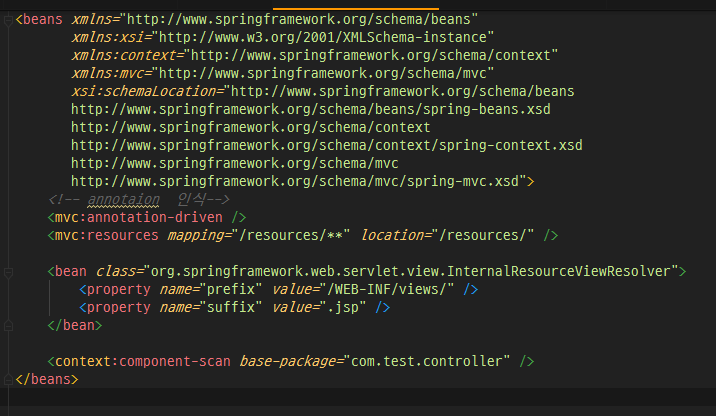 <beans xmlns="http://www.springframework.org/schema/beans"
xmlns:xsi="http://www.w3.org/2001/XMLSchema-instance"
xmlns:context="http://www.springframework.org/schema/context"
xmlns:mvc="http://www.springframework.org/schema/mvc"
xsi:schemaLocation="http://www.springframework.org/schema/beans
http://www.springframework.org/schema/beans/spring-beans.xsd
http://www.springframework.org/schema/context
http://www.springframework.org/schema/context/spring-context.xsd
http://www.springframework.org/schema/mvc
http://www.springframework.org/schema/mvc/spring-mvc.xsd">
<!-- annotaion 인식-->
<mvc:annotation-driven />
<mvc:resources mapping="/resources/**" location="/resources/" />
<bean class="org.springframework.web.servlet.view.InternalResourceViewResolver">
<property name="prefix" value="/WEB-INF/views/" />
<property name="suffix" value=".jsp" />
</bean>
<context:component-scan base-package="com.test.controller" />
</beans>